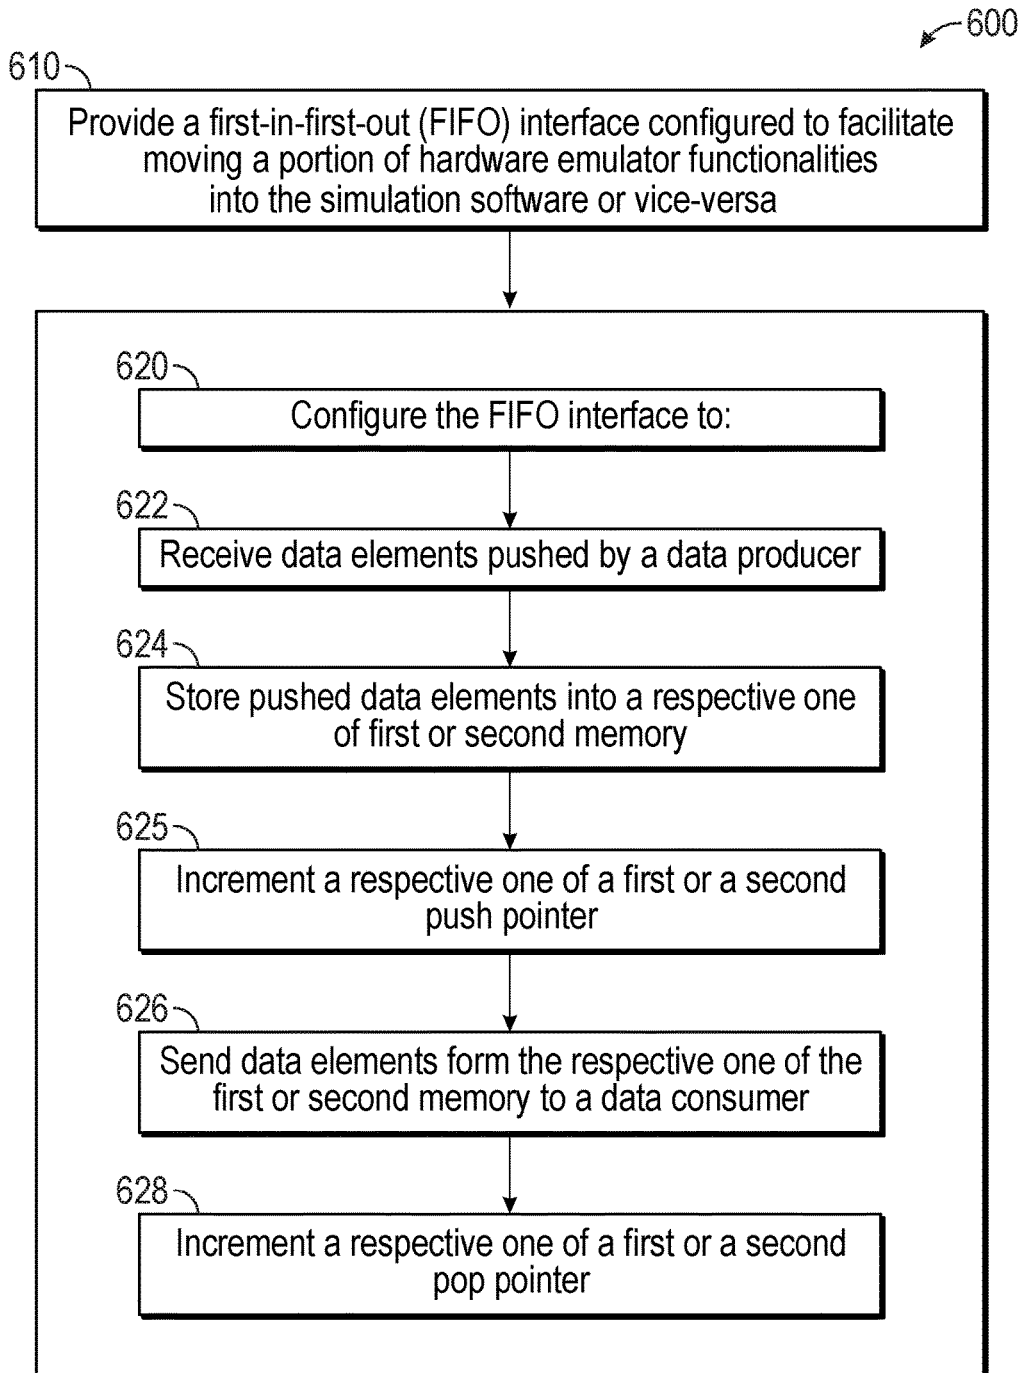 600
610
Provide a first-in-first-out (FIFO) interface configured to facilitate
moving a portion of hardware emulator functionalities
into the simulation software or vice-versa
620
Configure the FIFO interface to:
622
Receive data elements pushed by a data producer
624
Store pushed data elements into a respective one
of first or second memory
625
Increment a respective one of a first or a second
push pointer
626
Send data elements form the respective one of the
first or second memory to a data consumer
628
Increment a respective one of a first or a second
pop pointer